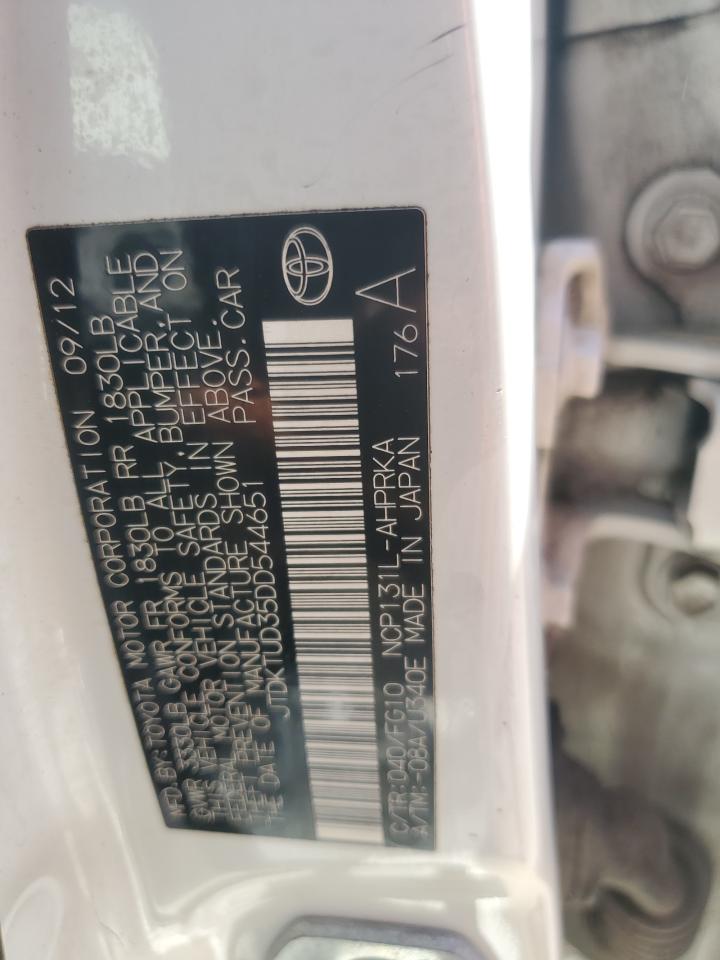 MFD.BY:TOYOTA MOTOR CORPORATION 09/12
GVWR 3330LB GAWR FR 1830LB RR 1830LB
THIS VEHICLE CONFORMS TO ALL APPLICABLE
FEDERAL MOTOR VEHICLE SAFETY, BUMPER, AND
THEFT PREVENTION STANDARDS IN EFFECT ON
THE DATE OF MANUFACTURE SHOWN ABOVE.
JTDKTUD35DD544651 PASS.CAR
C/TR:040/FG10 NCP131L-AHPRKA
A/TM:-08A/U340E MADE IN JAPAN
176 A